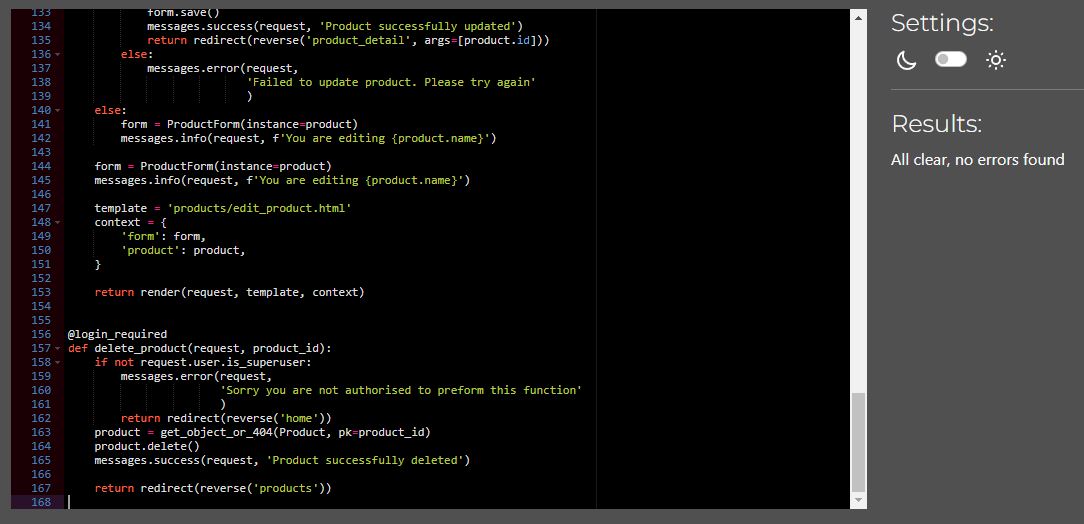 133             form.save()
134             messages.success(request, 'Product successfully updated')
135             return redirect(reverse('product_detail', args=[product.id]))
136         else:
137             messages.error(request,
138                            'Failed to update product. Please try again'
139                            )
140     else:
141         form = ProductForm(instance=product)
142         messages.info(request, f'You are editing {product.name}')
143
144     form = ProductForm(instance=product)
145     messages.info(request, f'You are editing {product.name}')
146
147     template = 'products/edit_product.html'
148     context = {
149         'form': form,
150         'product': product,
151     }
152
153     return render(request, template, context)
154
155
156 @login_required
157 def delete_product(request, product_id):
158     if not request.user.is_superuser:
159         messages.error(request,
160                        'Sorry you are not authorised to preform this function'
161                        )
162         return redirect(reverse('home'))
163     product = get_object_or_404(Product, pk=product_id)
164     product.delete()
165     messages.success(request, 'Product successfully deleted')
166
167     return redirect(reverse('products'))
168
Settings:
Results:
All clear, no errors found